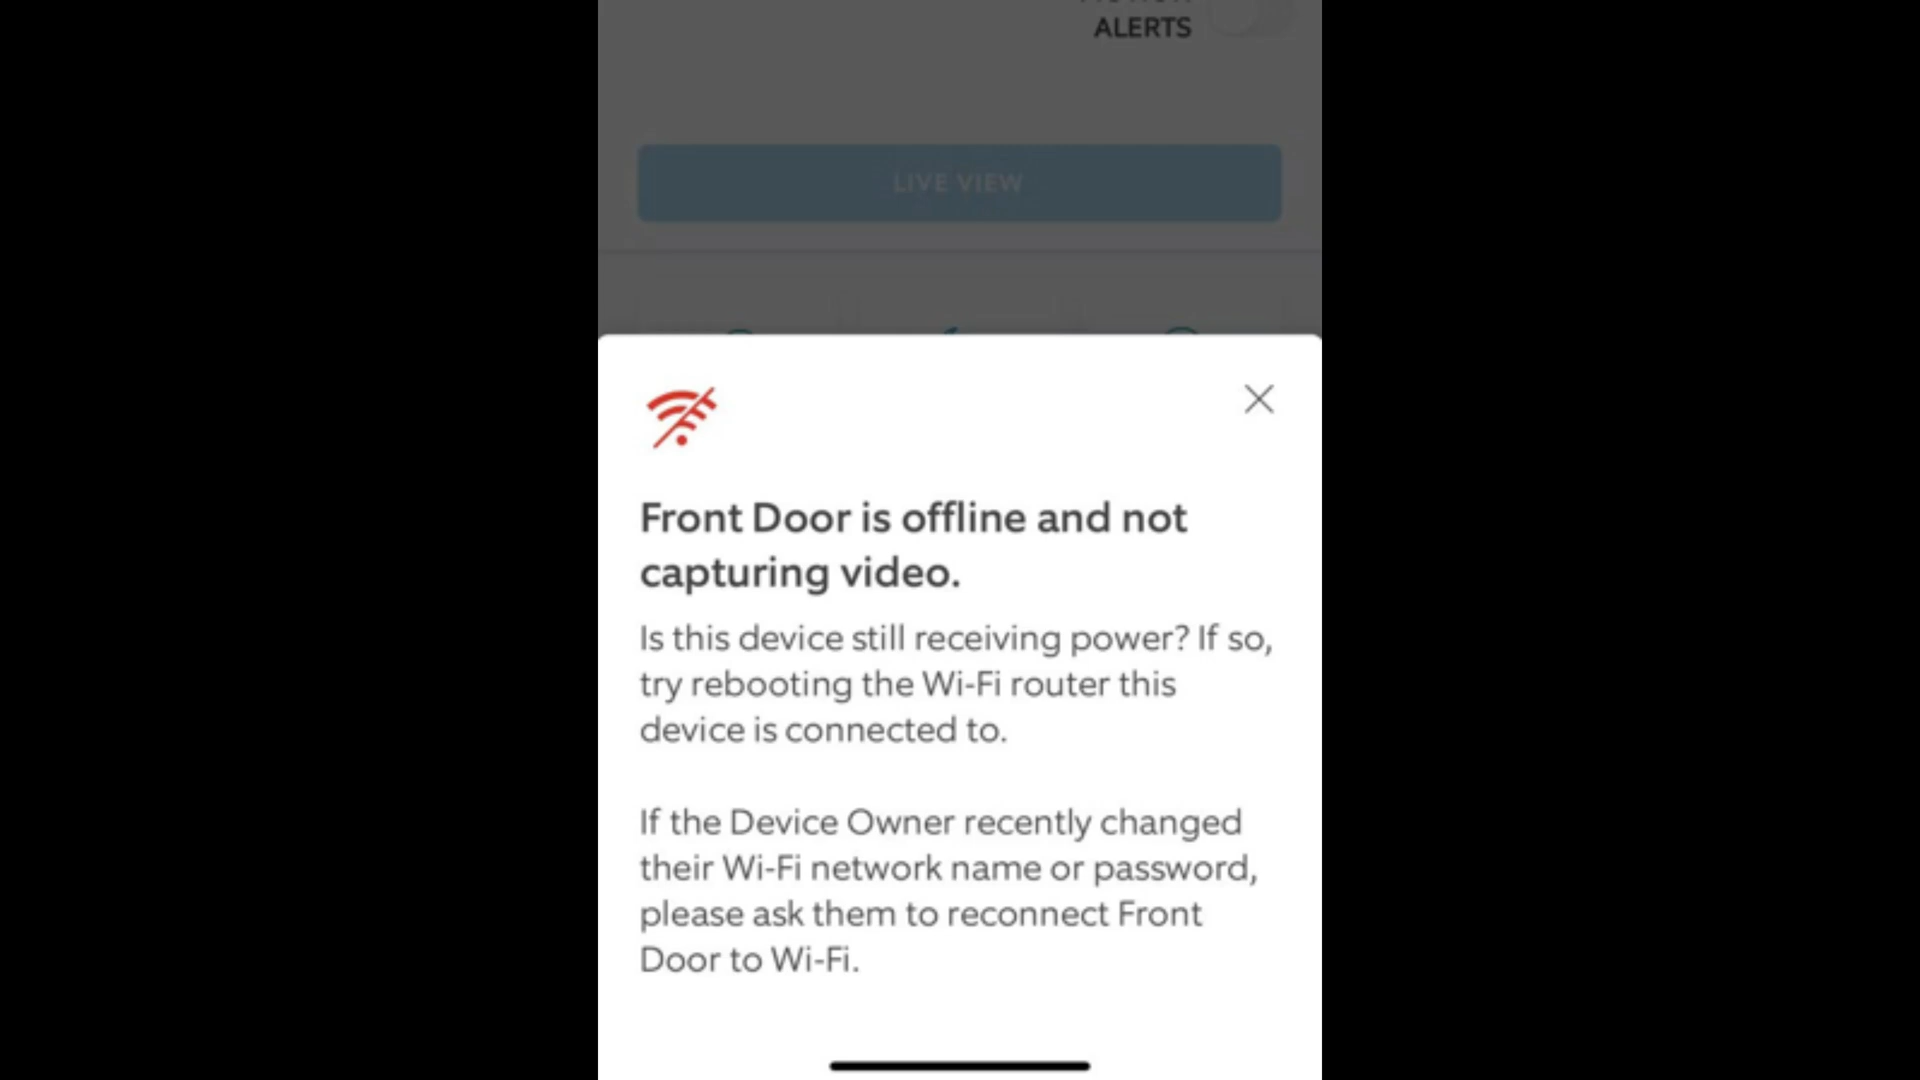 ALERTS
LIVE VIEW
Front Door is offline and not
capturing video.
Is this device still receiving power? If so,
try rebooting the Wi-Fi router this
device is connected to.
If the Device Owner recently changed
their Wi-Fi network name or password,
please ask them to reconnect Front
Door to Wi-Fi.